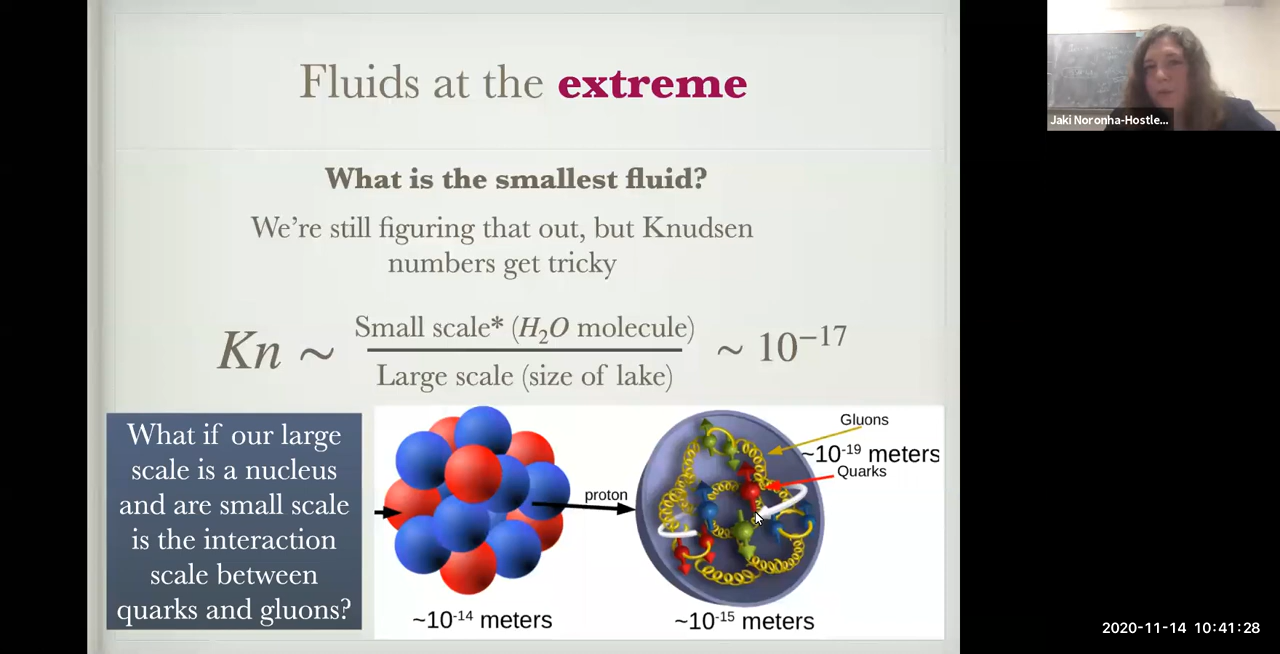 Fluids at the extreme
Jaki Noronha-Hostle...
What is the smallest fluid?
We're still figuring that out, but Knudsen
numbers get tricky
Kn ~ Small scale* (H₂O molecule) / Large scale (size of lake) ~ 10⁻¹⁷
What if our large
scale is a nucleus
and are small scale
is the interaction
scale between
quarks and gluons?
proton
Gluons
~10⁻¹⁹ meters
Quarks
~10⁻¹⁴ meters
~10⁻¹⁵ meters
2020-11-14 10:41:28